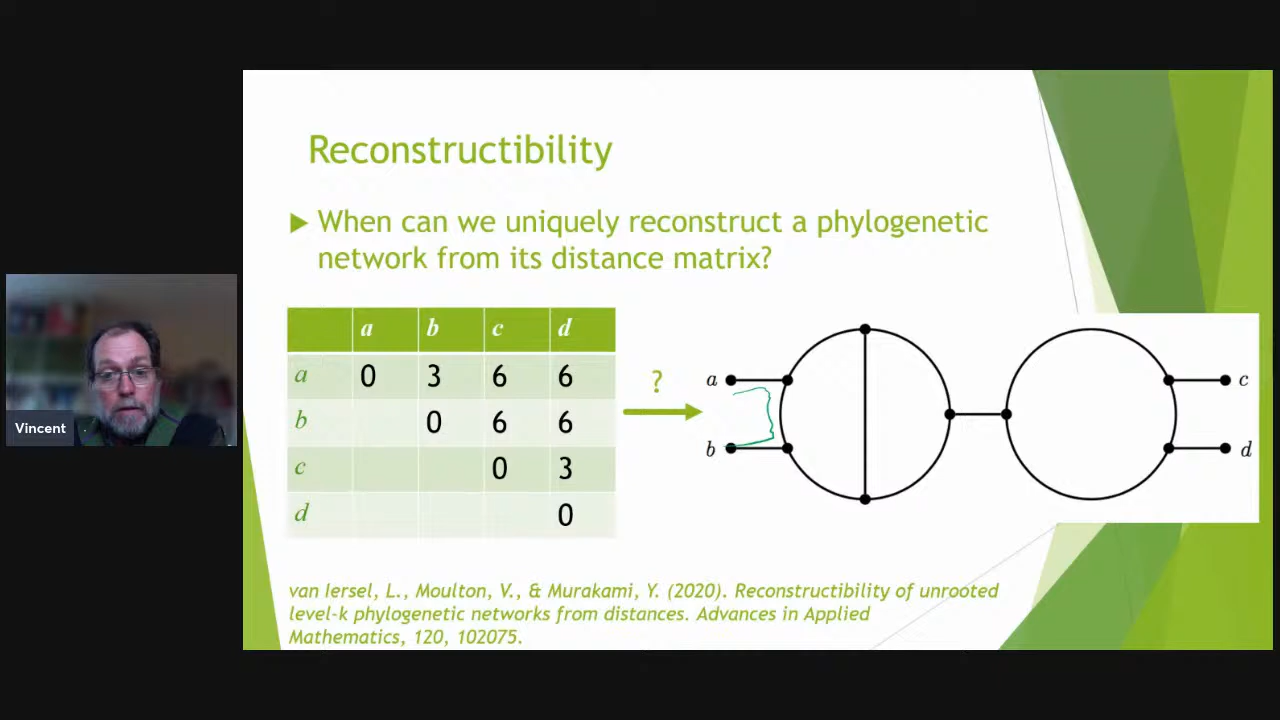 Reconstructibility
When can we uniquely reconstruct a phylogenetic
network from its distance matrix?
a b c d
a 0 3 6 6
b 0 6 6
c 0 3
d 0
?
a
b
c
d
Vincent
van Iersel, L., Moulton, V., & Murakami, Y. (2020). Reconstructibility of unrooted
level-k phylogenetic networks from distances. Advances in Applied
Mathematics, 120, 102075.